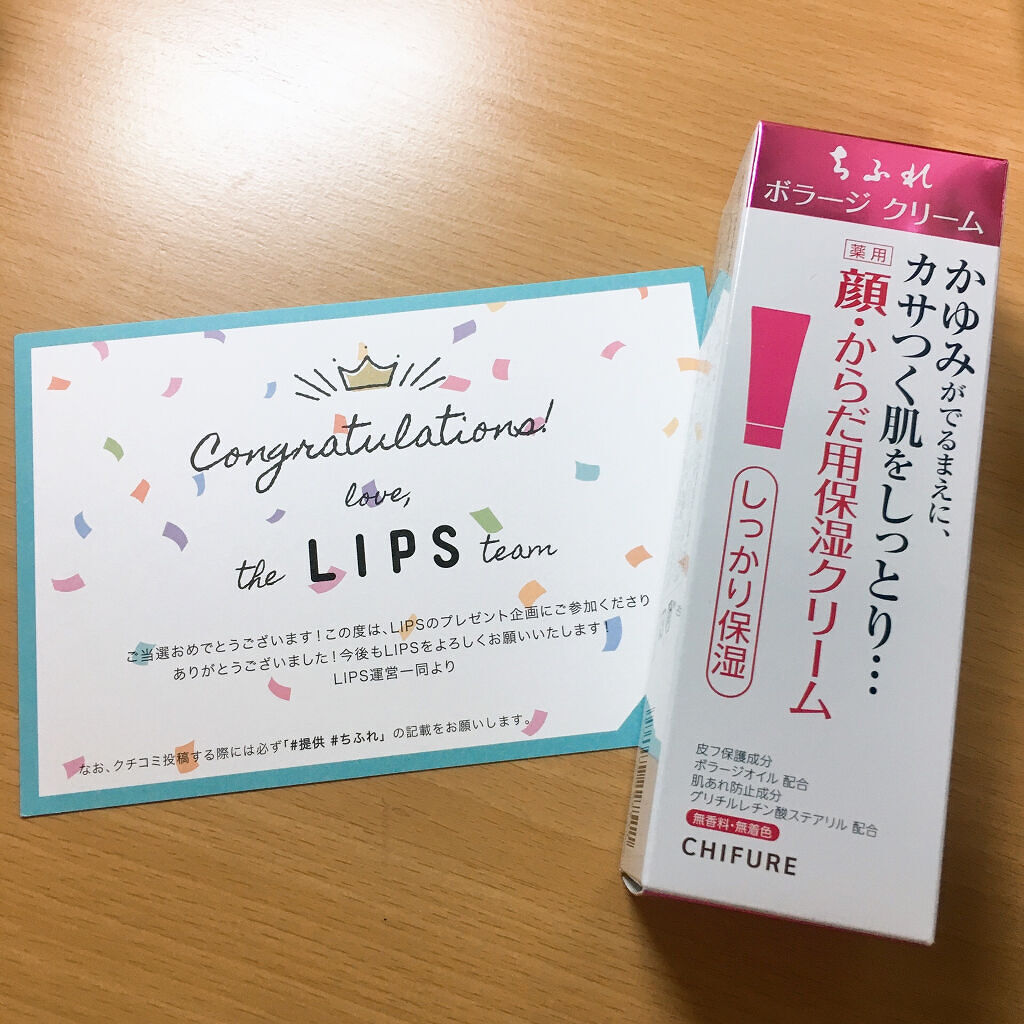 Congratulations!
love,
the LIPS team
ご当選おめでとうございます！この度は、LIPSのプレゼント企画にご参加くださり
ありがとうございました！今後もLIPSをよろしくお願いいたします！
LIPS運営一同より
なお、クチコミ投稿する際には必ず「#提供 #ちふれ」の記載をお願いします。
ちふれ
ボラージ クリーム
かゆみがでるまえに、
カサつく肌をしっとり…
薬用
顔・からだ用保湿クリーム
しっかり保湿
皮フ保護成分
ボラージオイル 配合
肌あれ防止成分
グリチルレチン酸ステアリル 配合
無香料・無着色
CHIFURE